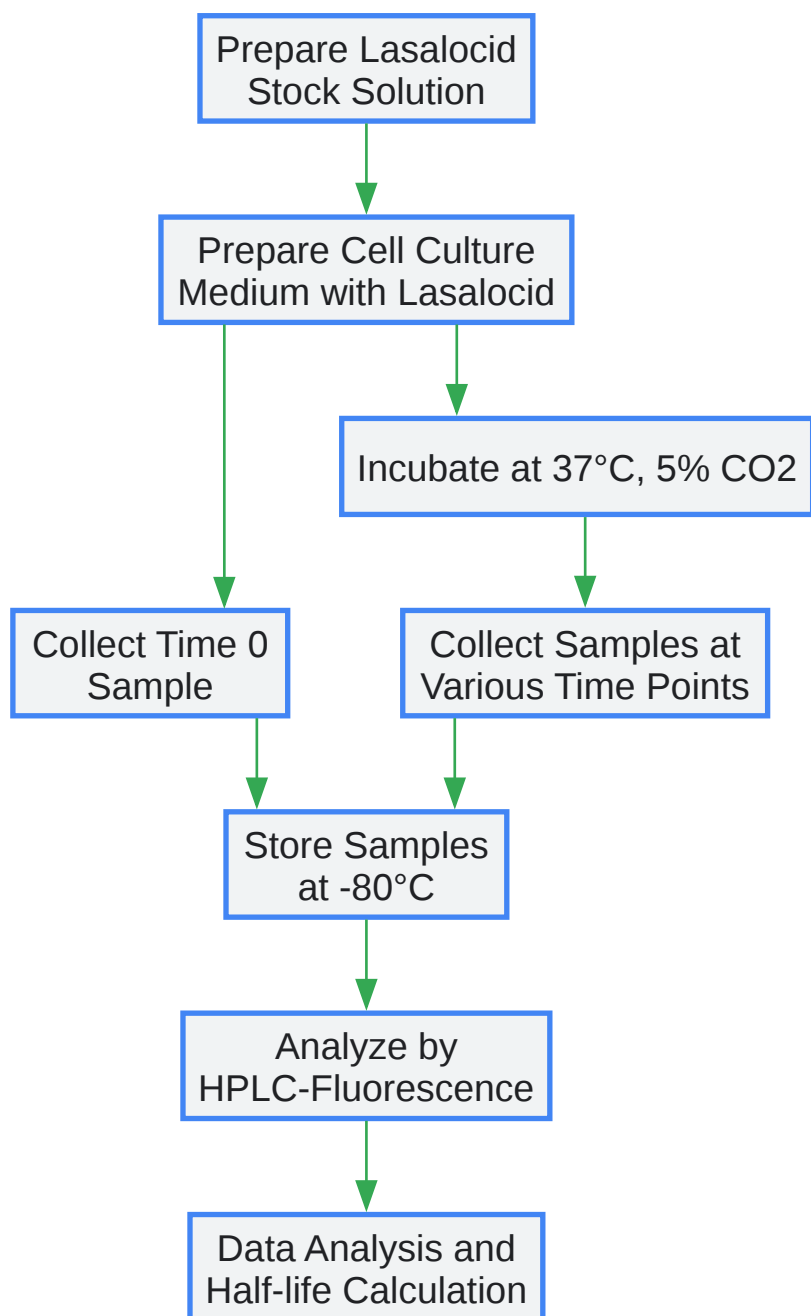 Prepare Lasalocid
Stock Solution
Prepare Cell Culture
Medium with Lasalocid
Incubate at 37°C, 5% CO2
Collect Time 0
Sample
Collect Samples at
Various Time Points
Store Samples
at -80°C
Analyze by
HPLC-Fluorescence
Data Analysis and
Half-life Calculation